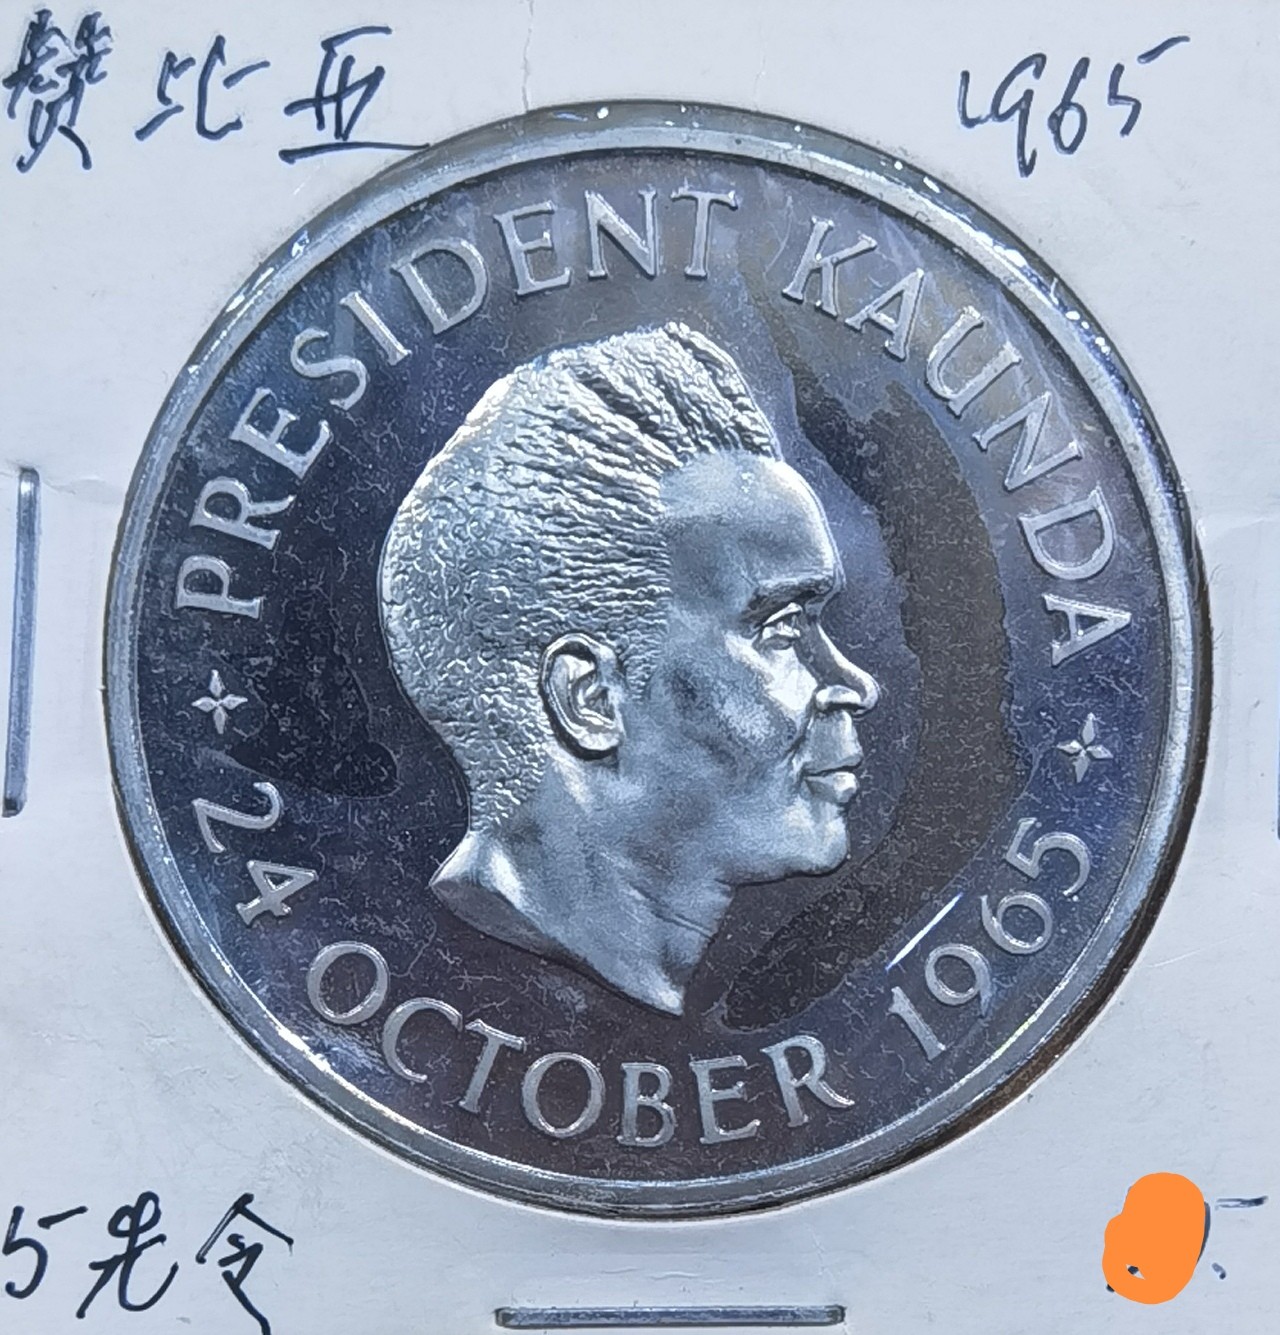 赞比亚 1965
PRESIDENT KAUNDA
24 OCTOBER 1965
5先令